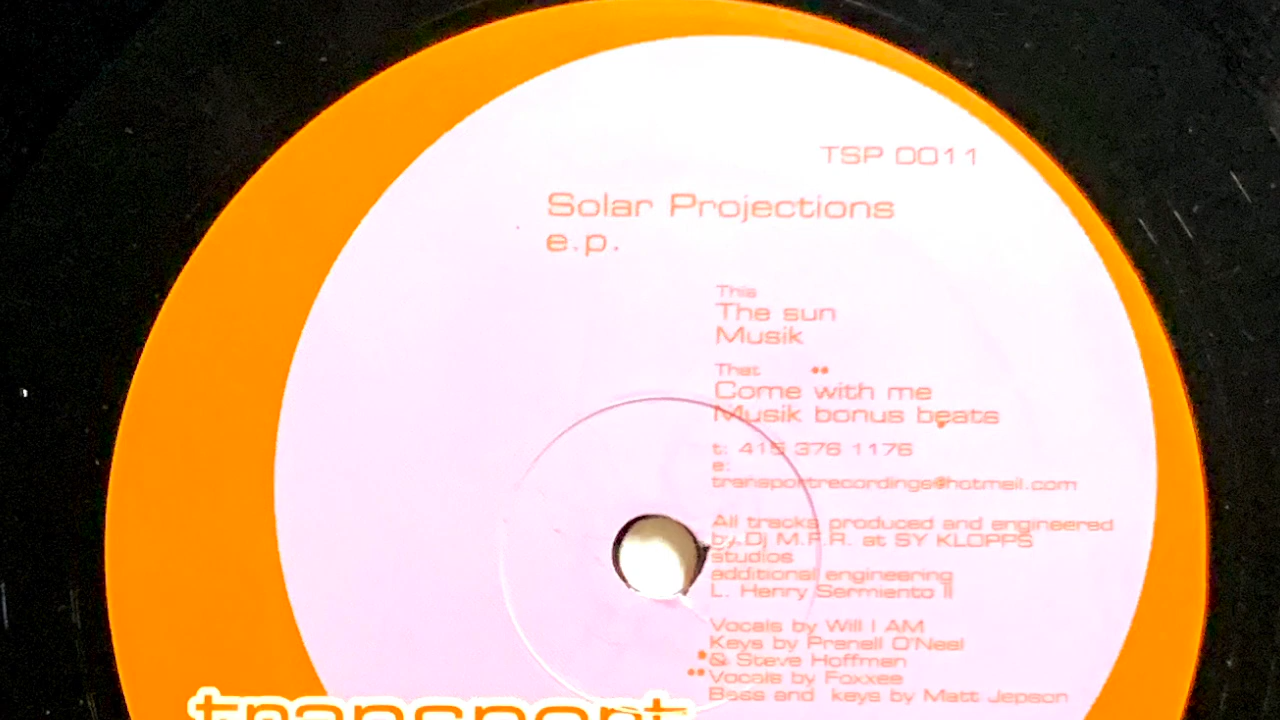 TSP 0011
Solar Projections
e.p.
This
The sun
Musik
That ••
Come with me
Musik bonus beats
t: 415 376 1176
e:
transportrecordings@hotmail.com
All tracks produced and engineered
by Dj M.F.R. at SY KLOPPS
studios
additional engineering
L. Henry Sarmiento II
Vocals by Will I AM
Keys by Pranell O'Neal
• & Steve Hoffman
•• Vocals by Foxxee
Bass and keys by Matt Jepson
transport